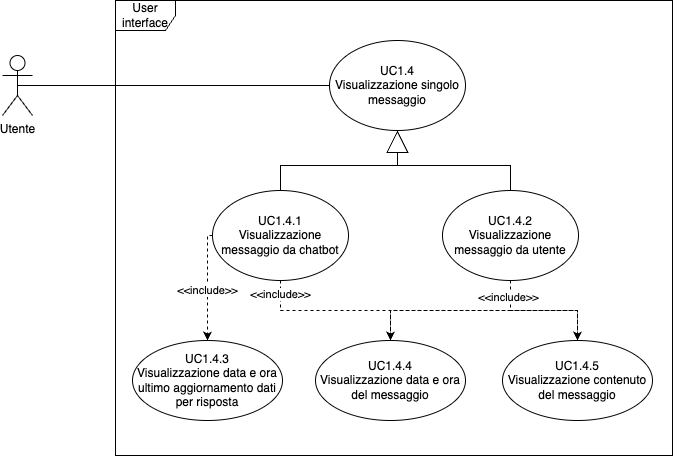 User
interface
UC1.4
Visualizzazione singolo
messaggio
Utente
UC1.4.1
Visualizzazione
messaggio da chatbot
UC1.4.2
Visualizzazione
messaggio da utente
<<include>>
<<include>>
<<include>>
UC1.4.3
Visualizzazione data e ora
ultimo aggiornamento dati
per risposta
UC1.4.4
Visualizzazione data e ora
del messaggio
UC1.4.5
Visualizzazione contenuto
del messaggio